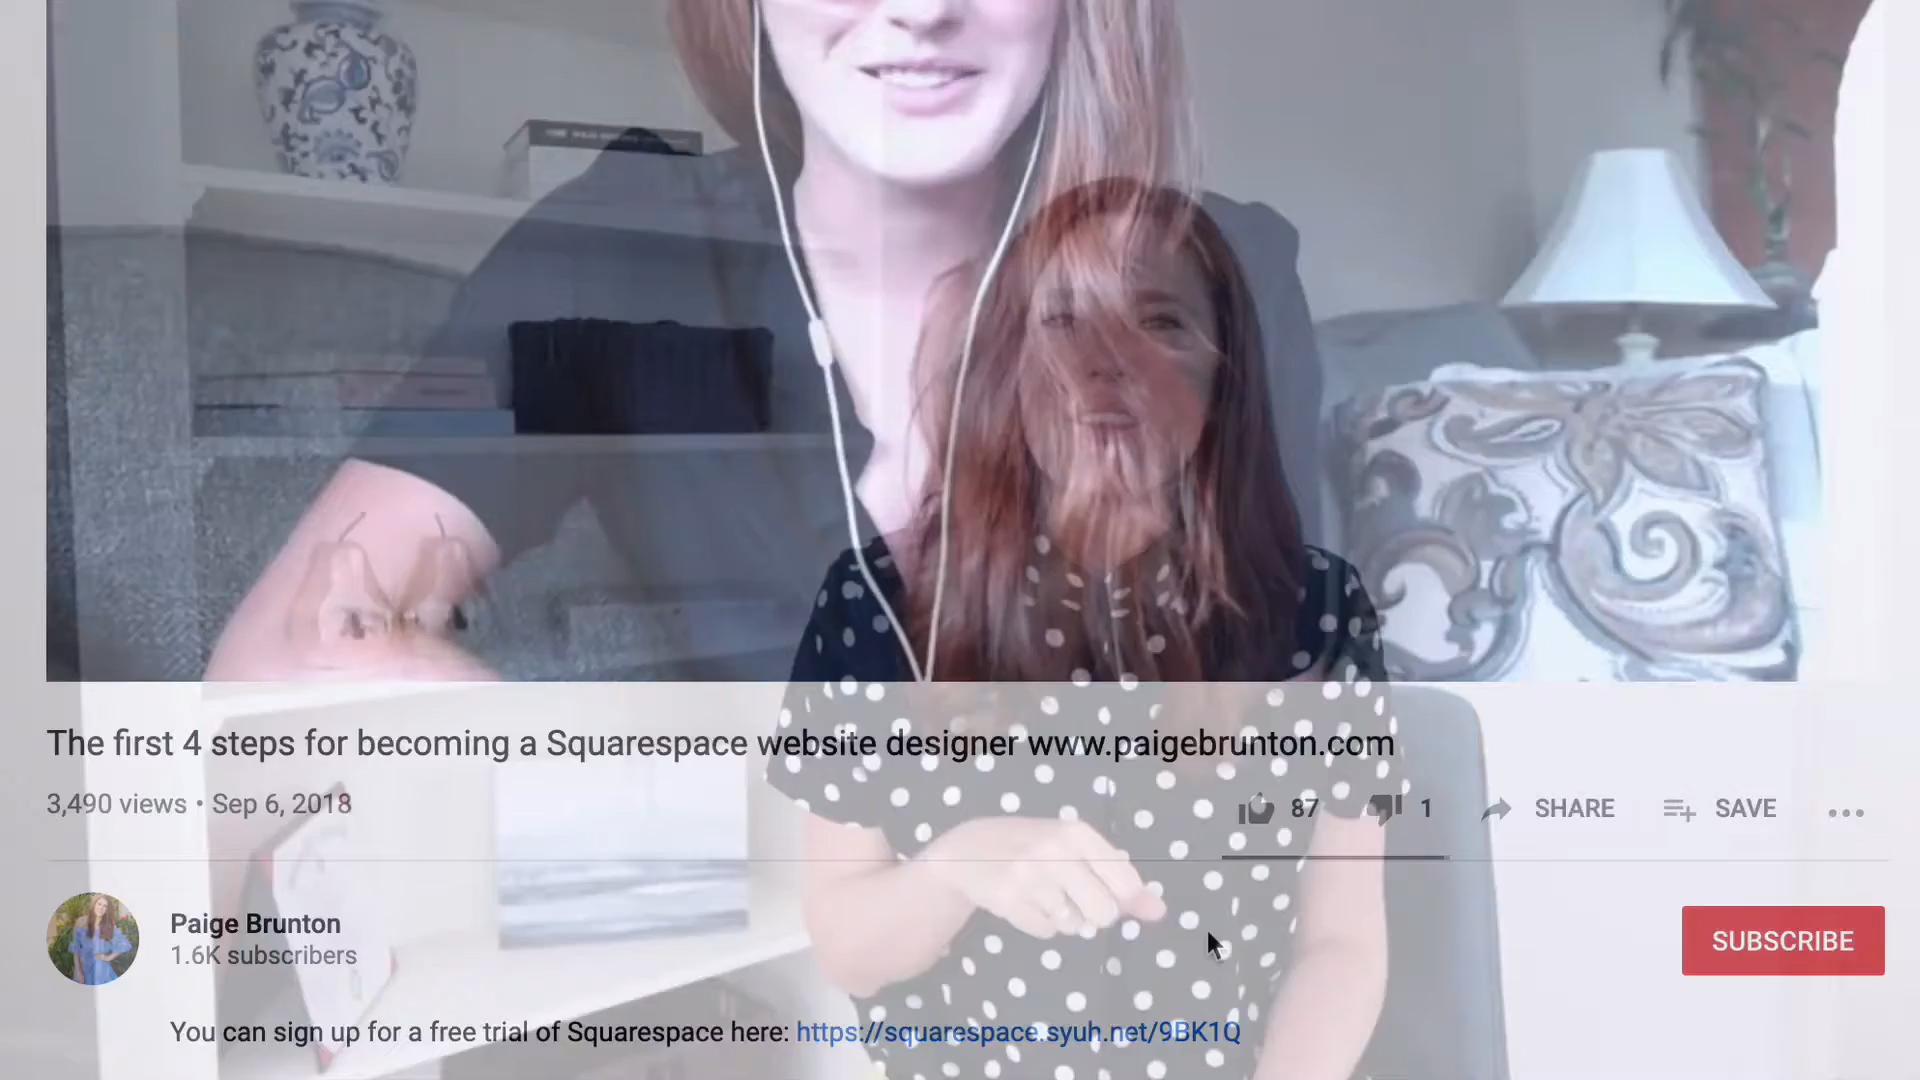 The first 4 steps for becoming a Squarespace website designer www.paigebrunton.com
3,490 views • Sep 6, 2018
87 1 SHARE SAVE
Paige Brunton
1.6K subscribers
SUBSCRIBE
You can sign up for a free trial of Squarespace here: https://squarespace.syuh.net/9BK1Q